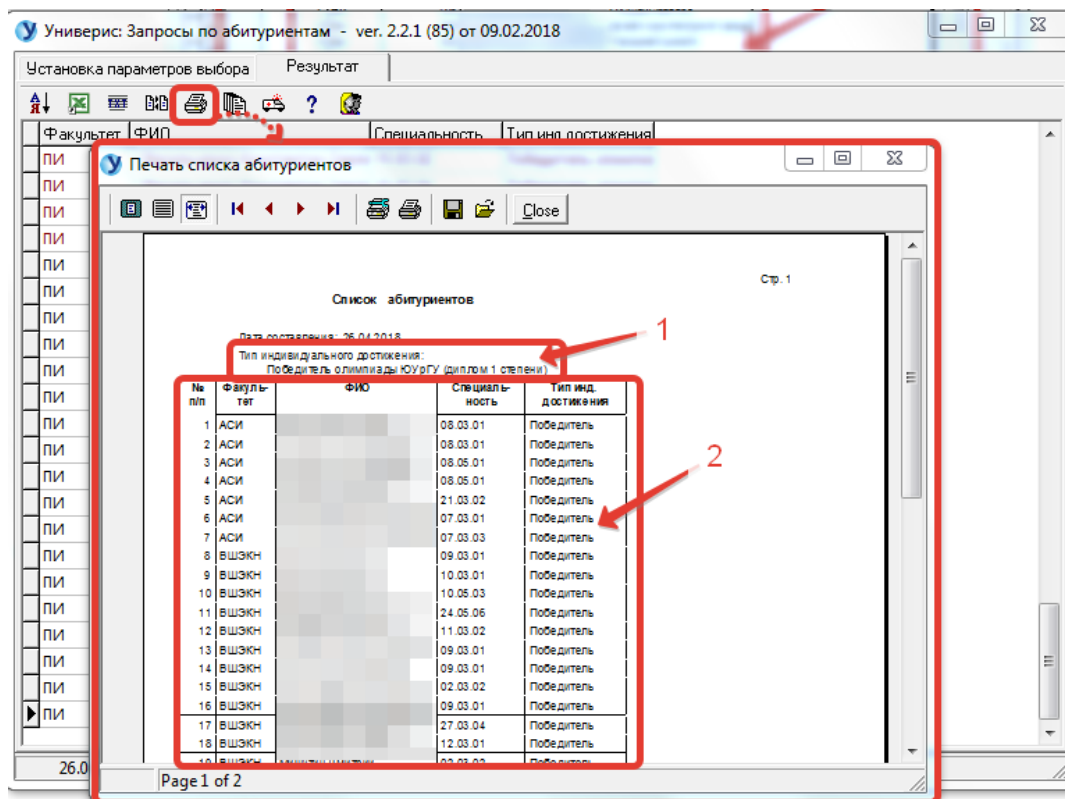 Универис: Запросы по абитуриентам - ver. 2.2.1 (85) от 09.02.2018
Установка параметров выбора Результат
Факультет ФИО Специальность Тип инд достижения
ПИ
Печать списка абитуриентов
ПИ
ПИ
Close
ПИ
ПИ
Стр. 1
ПИ
Список абитуриентов
ПИ
1
ПИ
Дата составления: 26.04.2018
Тип индивидуального достижения:
ПИ
Победитель олимпиады ЮУрГУ (диплом 1 степени)
№ п/п Факуль-тет ФИО Специаль-ность Тип инд. достижения
ПИ
1 АСИ 08.03.01 Победитель
ПИ
2 АСИ 08.03.01 Победитель
ПИ
3 АСИ 08.05.01 Победитель
2
4 АСИ 08.05.01 Победитель
ПИ
5 АСИ 21.03.02 Победитель
ПИ
6 АСИ 07.03.01 Победитель
ПИ
7 АСИ 07.03.03 Победитель
8 ВШЭКН 09.03.01 Победитель
ПИ
9 ВШЭКН 10.03.01 Победитель
ПИ
10 ВШЭКН 10.05.03 Победитель
11 ВШЭКН 24.05.06 Победитель
ПИ
12 ВШЭКН 11.03.02 Победитель
ПИ
13 ВШЭКН 09.03.01 Победитель
ПИ
14 ВШЭКН 09.03.01 Победитель
15 ВШЭКН 02.03.02 Победитель
ПИ
16 ВШЭКН 09.03.01 Победитель
ПИ
17 ВШЭКН 27.03.04 Победитель
18 ВШЭКН 12.03.01 Победитель
19 ВШЭКН 02.03.02 Победитель
26.0
Page 1 of 2